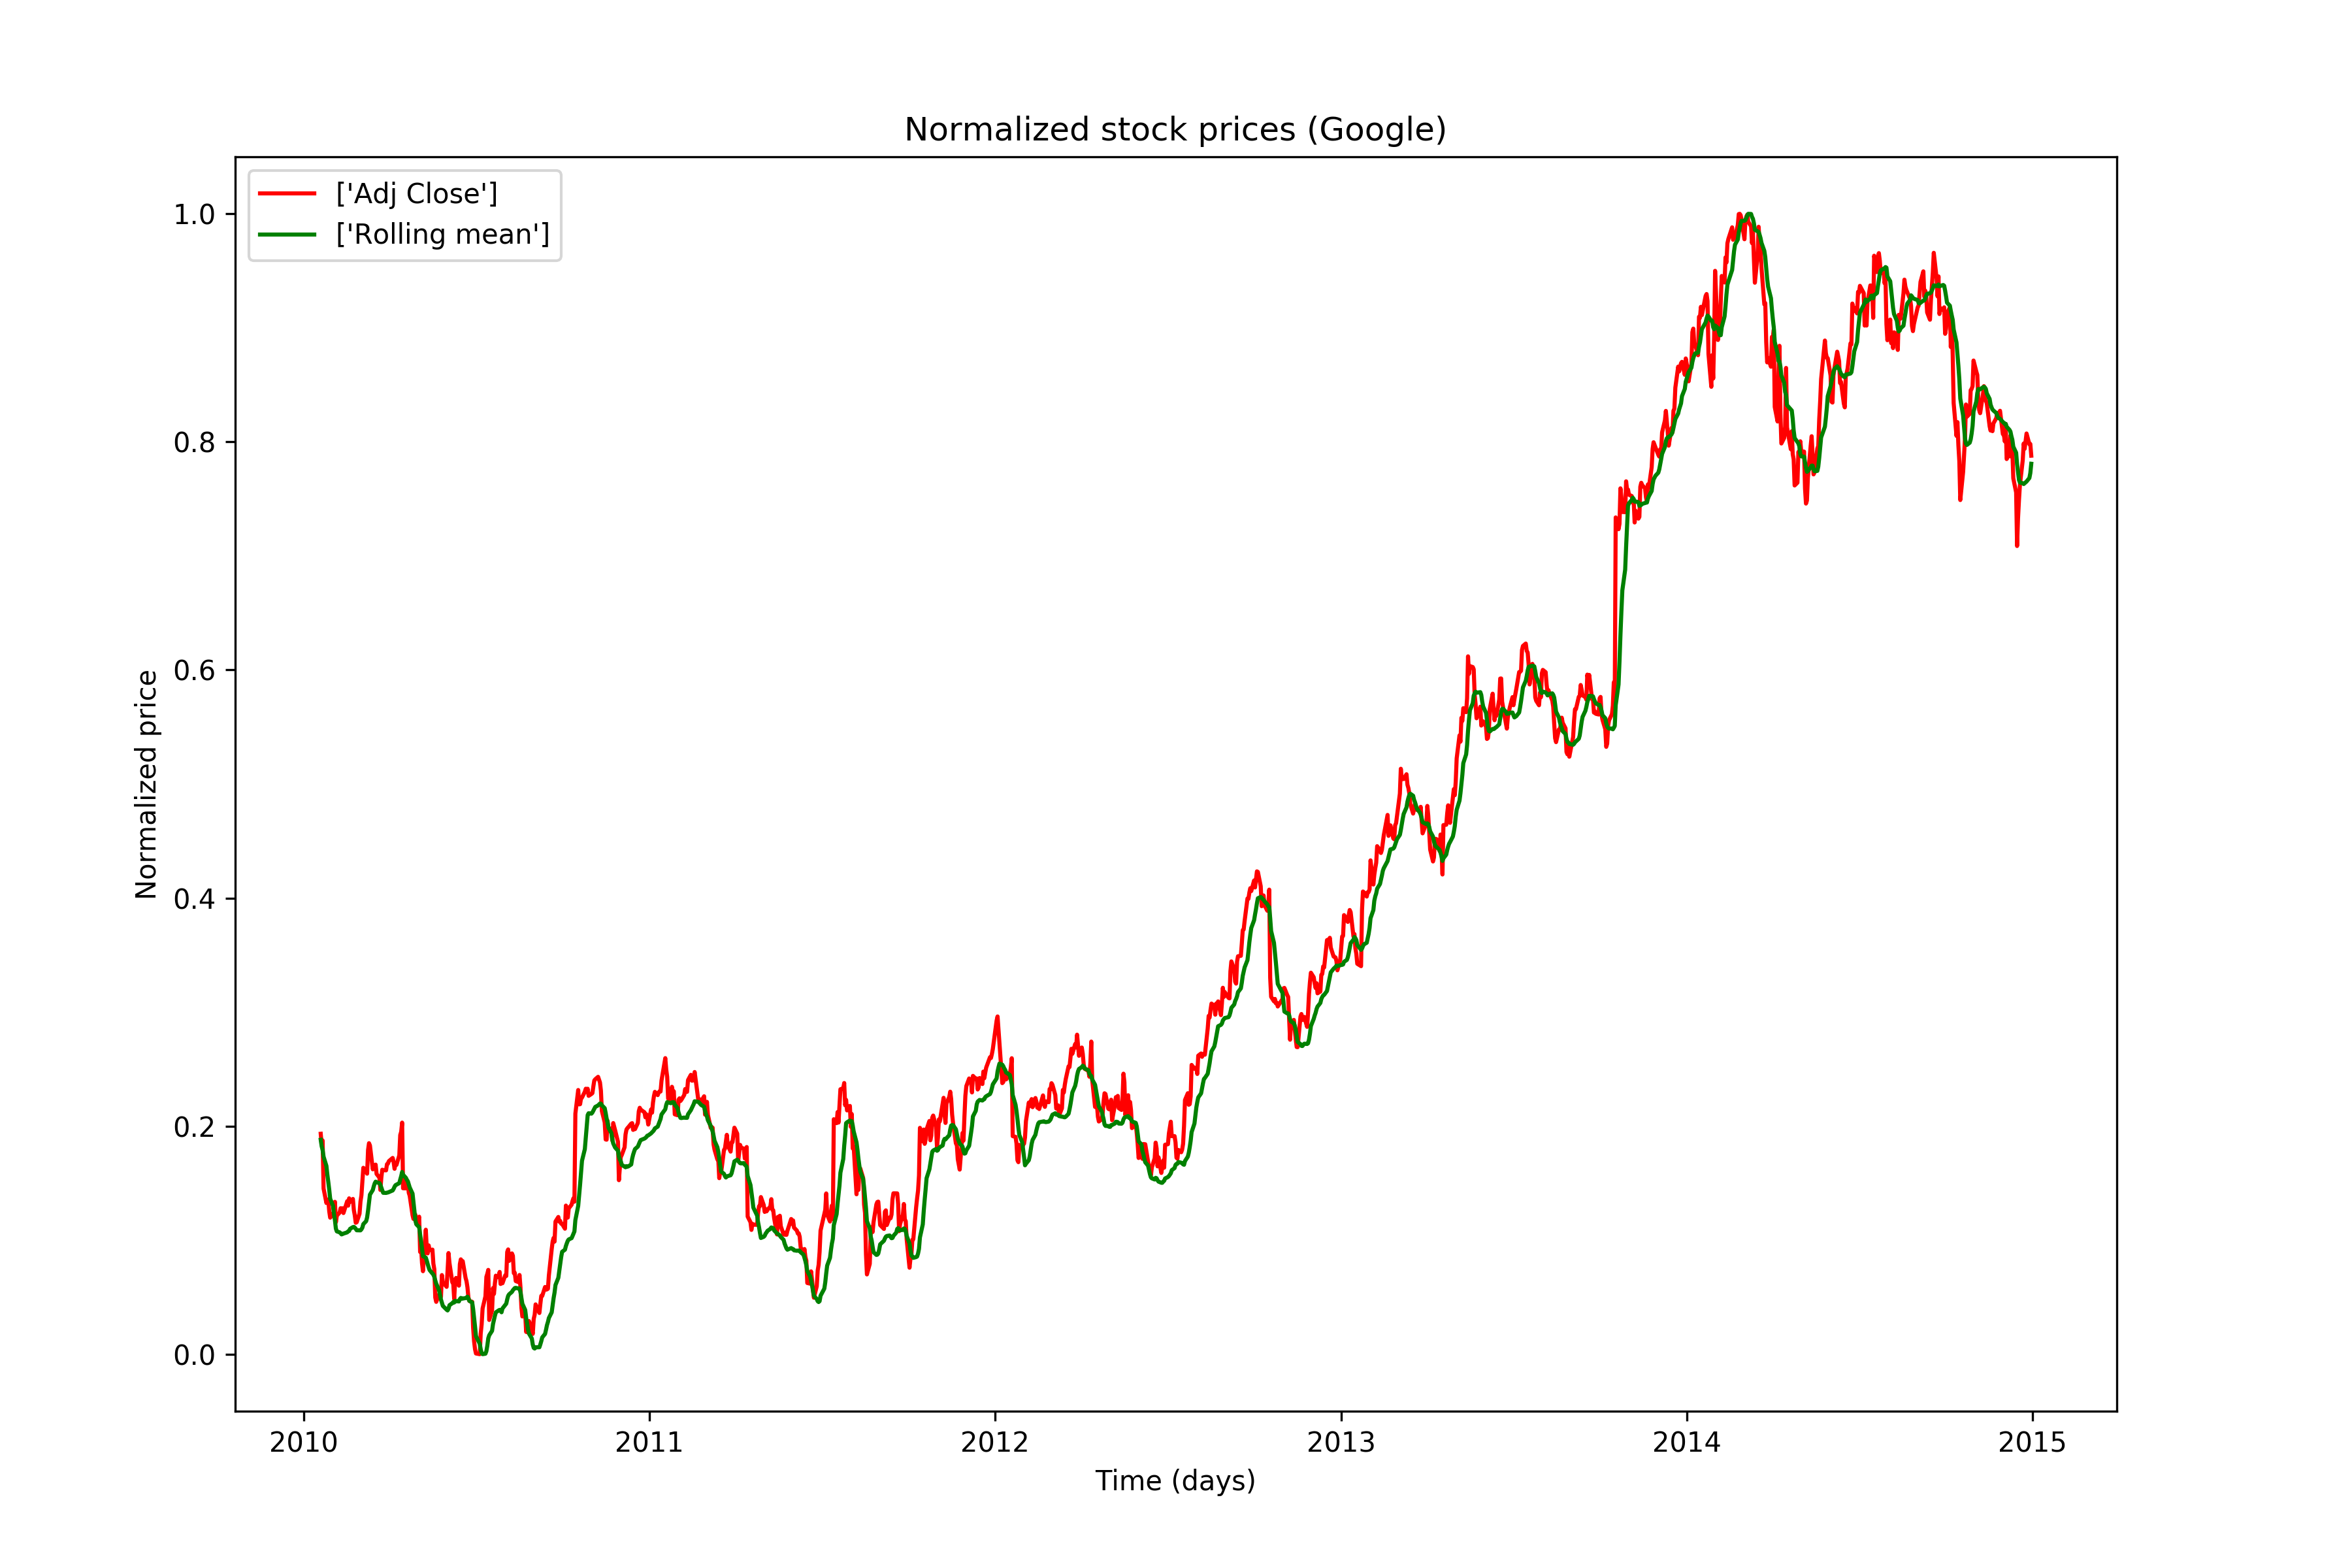 Normalized stock prices (Google)
['Adj Close']
['Rolling mean']
1.0
0.8
0.6
0.4
0.2
0.0
Normalized price
2010 2011 2012 2013 2014 2015
Time (days)